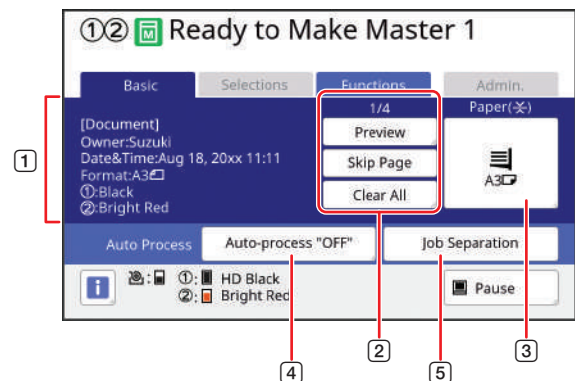 ①② M Ready to Make Master 1
Basic Selections Functions Admin.
1/4 Paper(※)
[Document]
Owner:Suzuki
Date&Time:Aug 18, 20xx 11:11
Format:A3
①:Black
②:Bright Red
Preview
Skip Page
Clear All
A3
Auto Process Auto-process "OFF" Job Separation
i : ①: HD Black
②: Bright Red
Pause
1
2
3
4
5